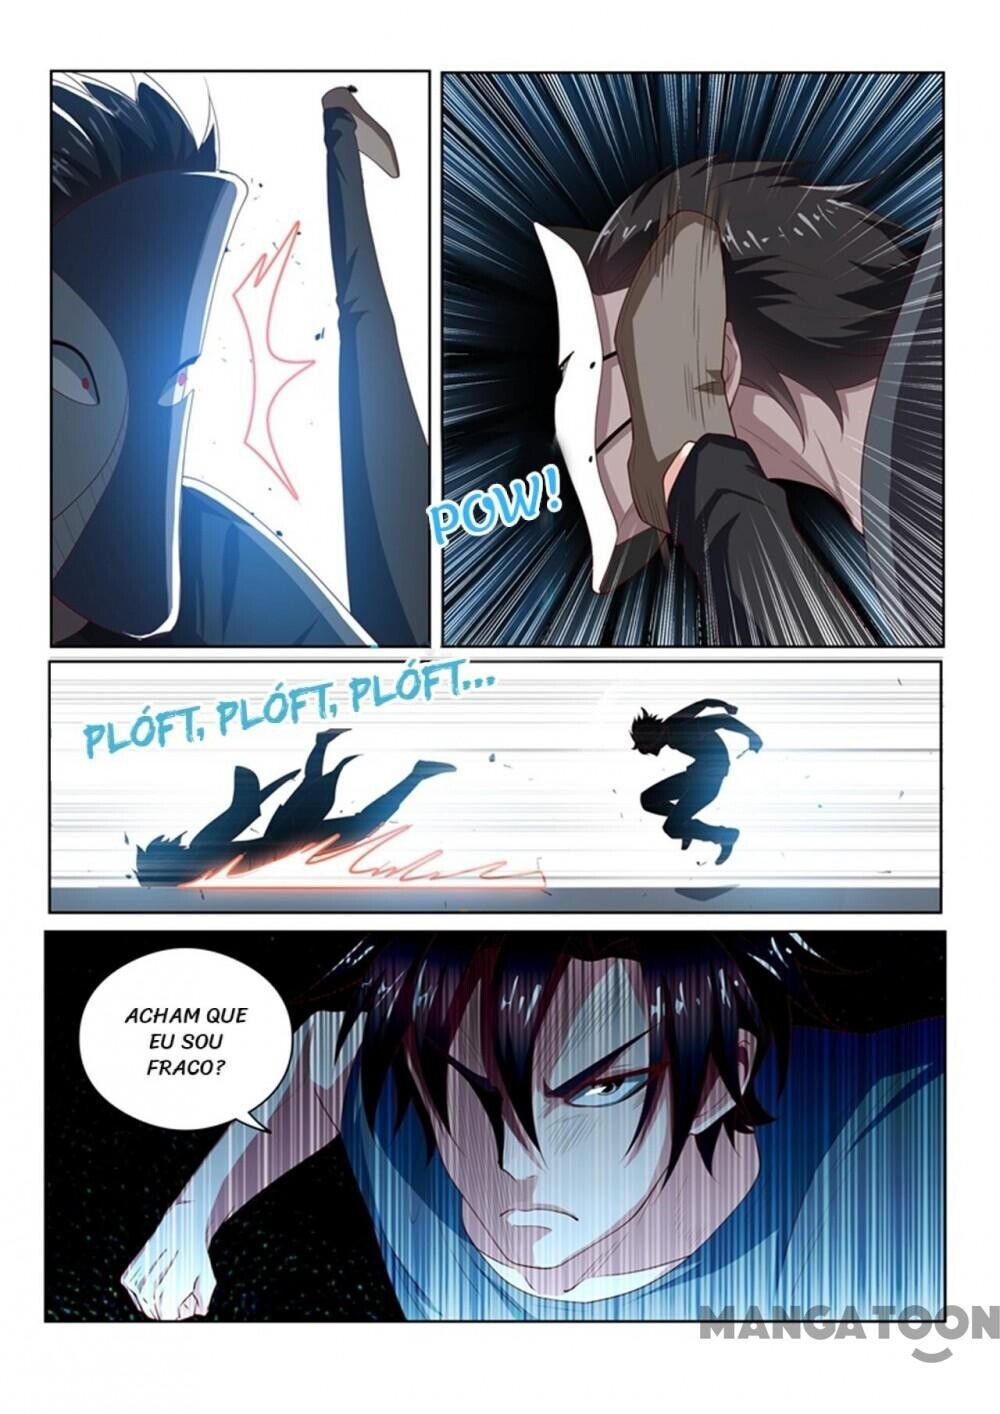 POW!
PLÓFT, PLÓFT, PLÓFT...
ACHAM QUE
EU SOU
FRACO?
MANGATOON